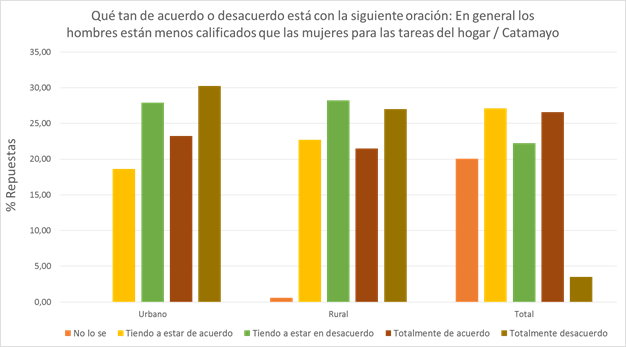 Qué tan de acuerdo o desacuerdo está con la siguiente oración: En general los
hombres están menos calificados que las mujeres para las tareas del hogar / Catamayo
% Repuestas
35,00
30,00
25,00
20,00
15,00
10,00
5,00
0,00
Urbano Rural Total
No lo se Tiendo a estar de acuerdo Tiendo a estar en desacuerdo Totalmente de acuerdo Totalmente desacuerdo